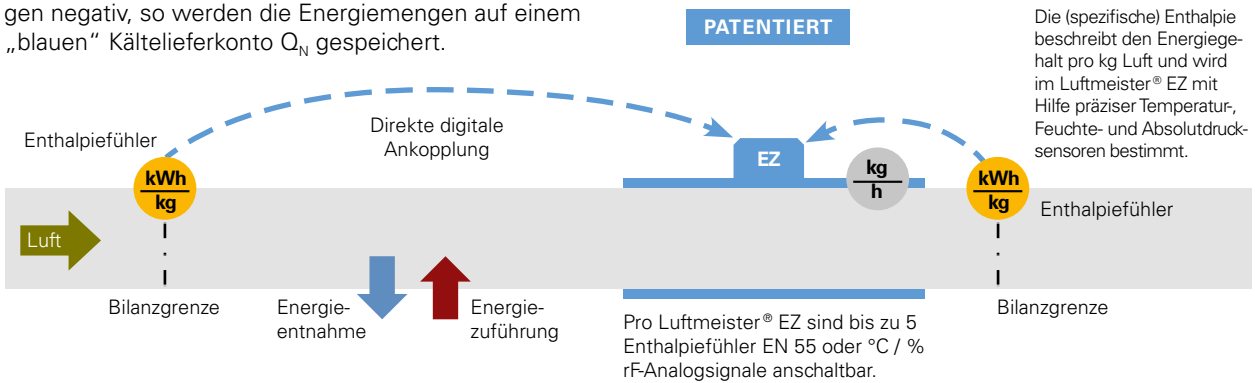 gen negativ, so werden die Energiemengen auf einem
„blauen“ Kältelieferkonto QN gespeichert.
PATENTIERT
Die (spezifische) Enthalpie
beschreibt den Energiege-
halt pro kg Luft und wird
im Luftmeister® EZ mit
Hilfe präziser Temperatur-,
Feuchte- und Absolutdruck-
sensoren bestimmt.
Enthalpiefühler
Direkte digitale
Ankopplung
EZ
kWh
kg
kg
h
kWh
kg
Enthalpiefühler
Luft
Bilanzgrenze
Energie-
entnahme
Energie-
zuführung
Bilanzgrenze
Pro Luftmeister® EZ sind bis zu 5
Enthalpiefühler EN 55 oder °C / %
rF-Analogsignale anschaltbar.